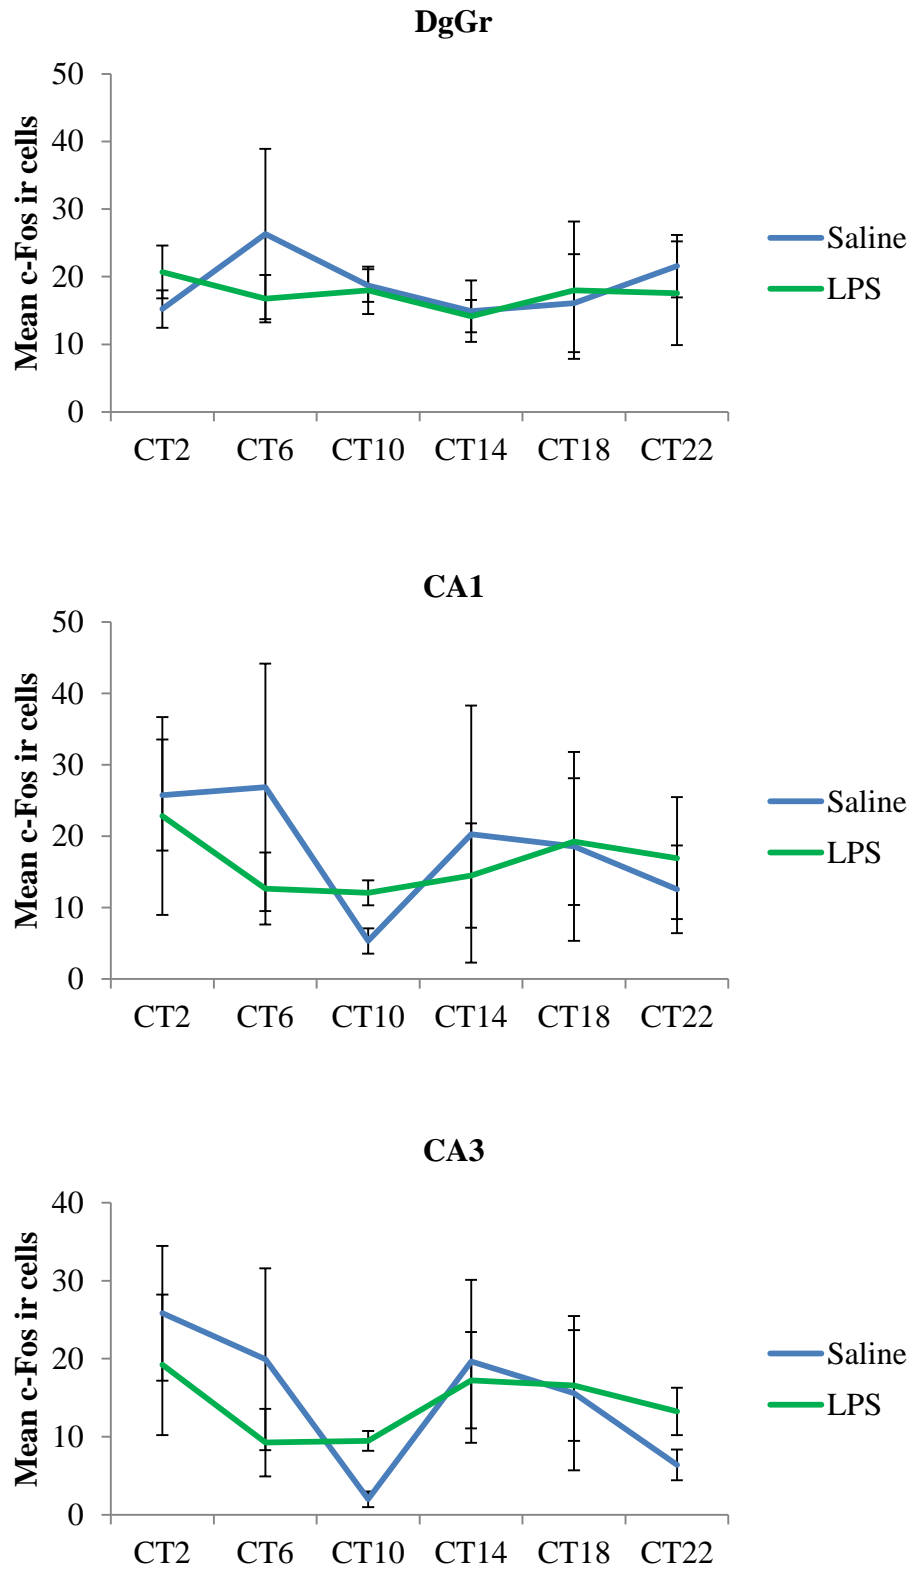 DgGr
50
40
30
20
10
0
Mean c-Fos ir cells
CT2 CT6 CT10 CT14 CT18 CT22
Saline
LPS
CA1
50
40
30
20
10
0
Mean c-Fos ir cells
CT2 CT6 CT10 CT14 CT18 CT22
Saline
LPS
CA3
40
30
20
10
0
Mean c-Fos ir cells
CT2 CT6 CT10 CT14 CT18 CT22
Saline
LPS